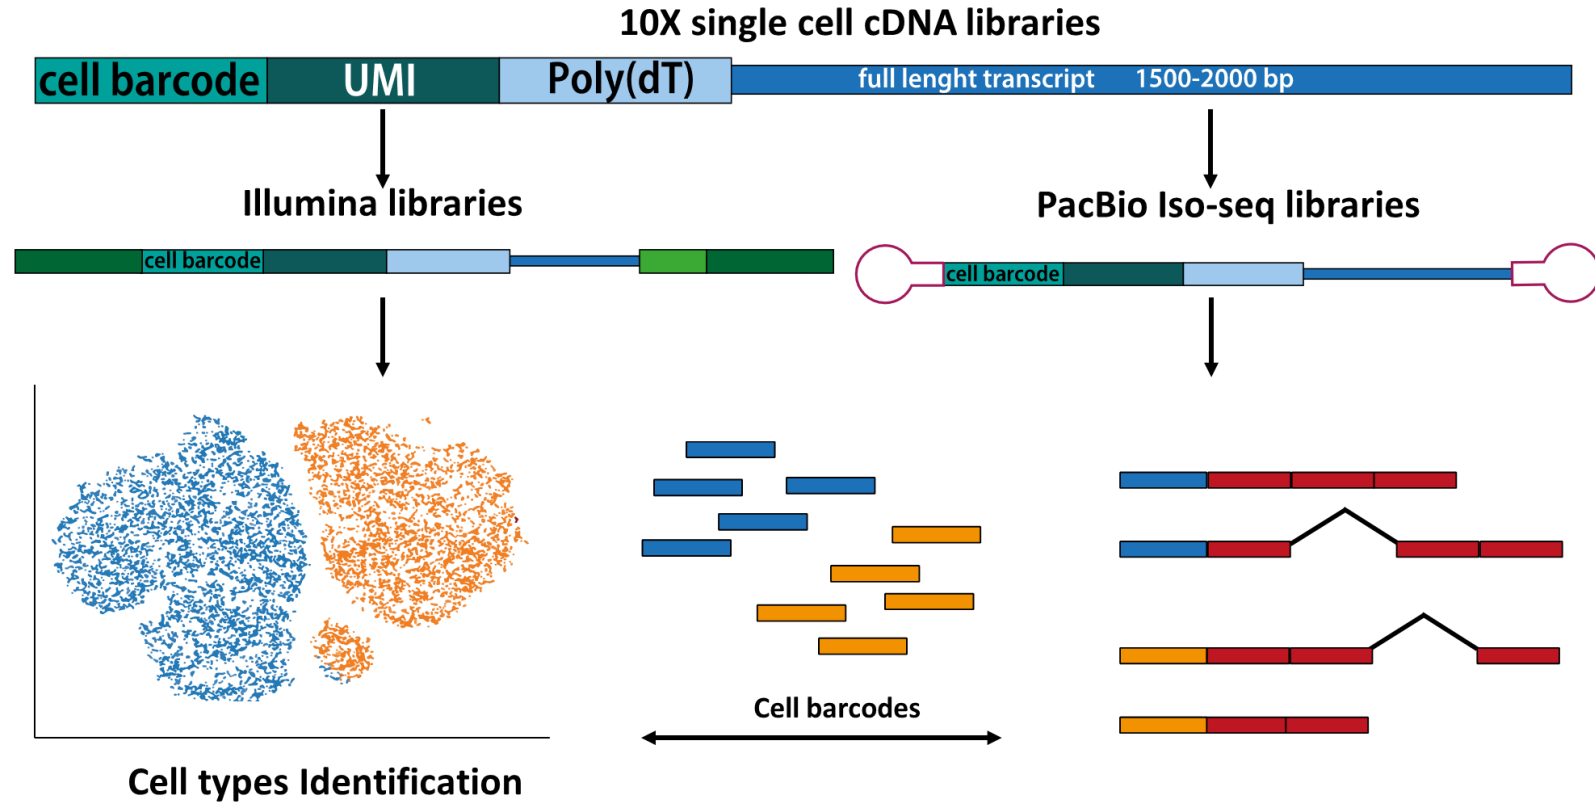 10X single cell cDNA libraries
cell barcode UMI Poly(dT) full lenght transcript 1500-2000 bp
Illumina libraries
PacBio Iso-seq libraries
cell barcode
cell barcode
Cell barcodes
Cell types Identification